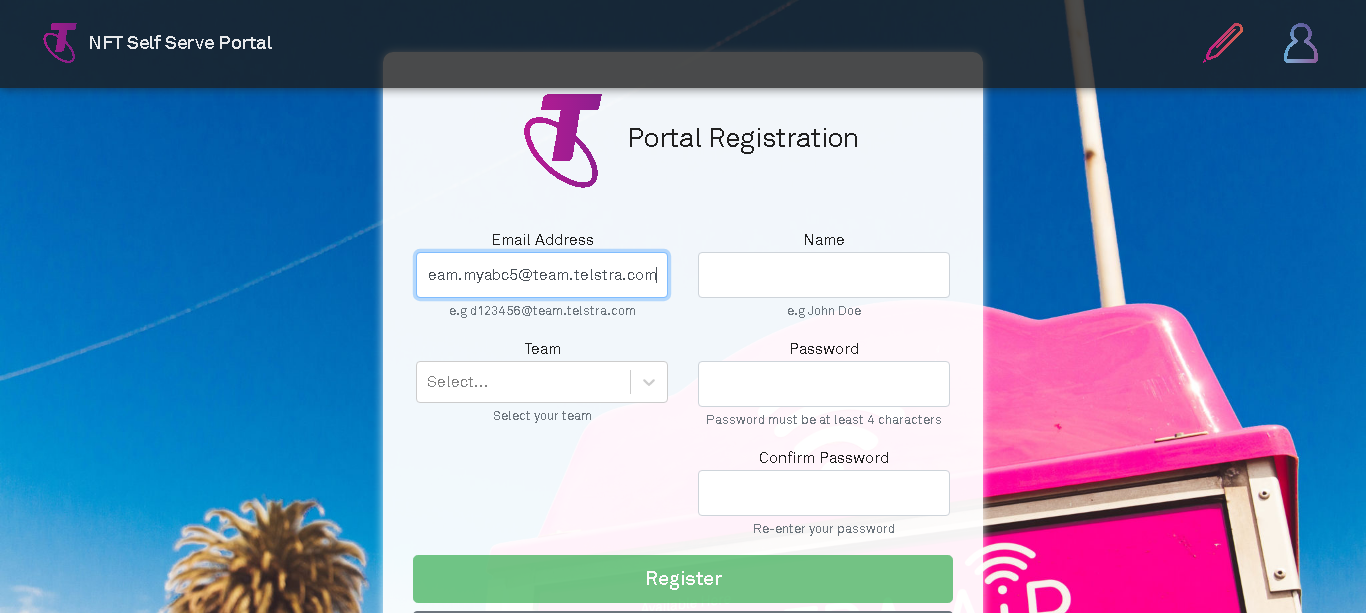 NFT Self Serve Portal
Portal Registration
Email Address
eam.myabc5@team.telstra.com
e.g d123456@team.telstra.com
Name
e.g John Doe
Team
Select...
Select your team
Password
Password must be at least 4 characters
Confirm Password
Re-enter your password
Register